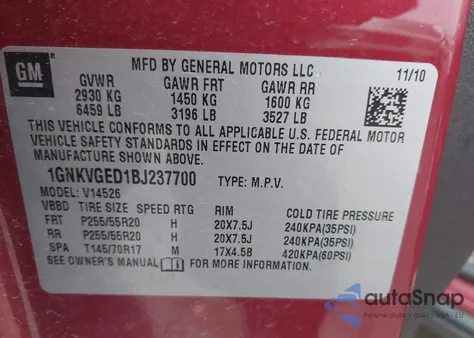 GM
MFD BY GENERAL MOTORS LLC 11/10
GVWR GAWR FRT GAWR RR
2930 KG 1450 KG 1600 KG
6459 LB 3196 LB 3527 LB
THIS VEHICLE CONFORMS TO ALL APPLICABLE U.S. FEDERAL MOTOR
VEHICLE SAFETY STANDARDS IN EFFECT ON THE DATE OF
MANUFACTURE SHOWN ABOVE.
1GNKVGED1BJ237700 TYPE: M.P.V.
MODEL: V14526
VBBD TIRE SIZE SPEED RTG RIM COLD TIRE PRESSURE
FRT P255/55R20 H 20X7.5J 240KPA(35PSI)
RR P255/55R20 H 20X7.5J 240KPA(35PSI)
SPA T145/70R17 M 17X4.5B 420KPA(60PSI)
SEE OWNER'S MANUAL FOR MORE INFORMATION.
autoSnap